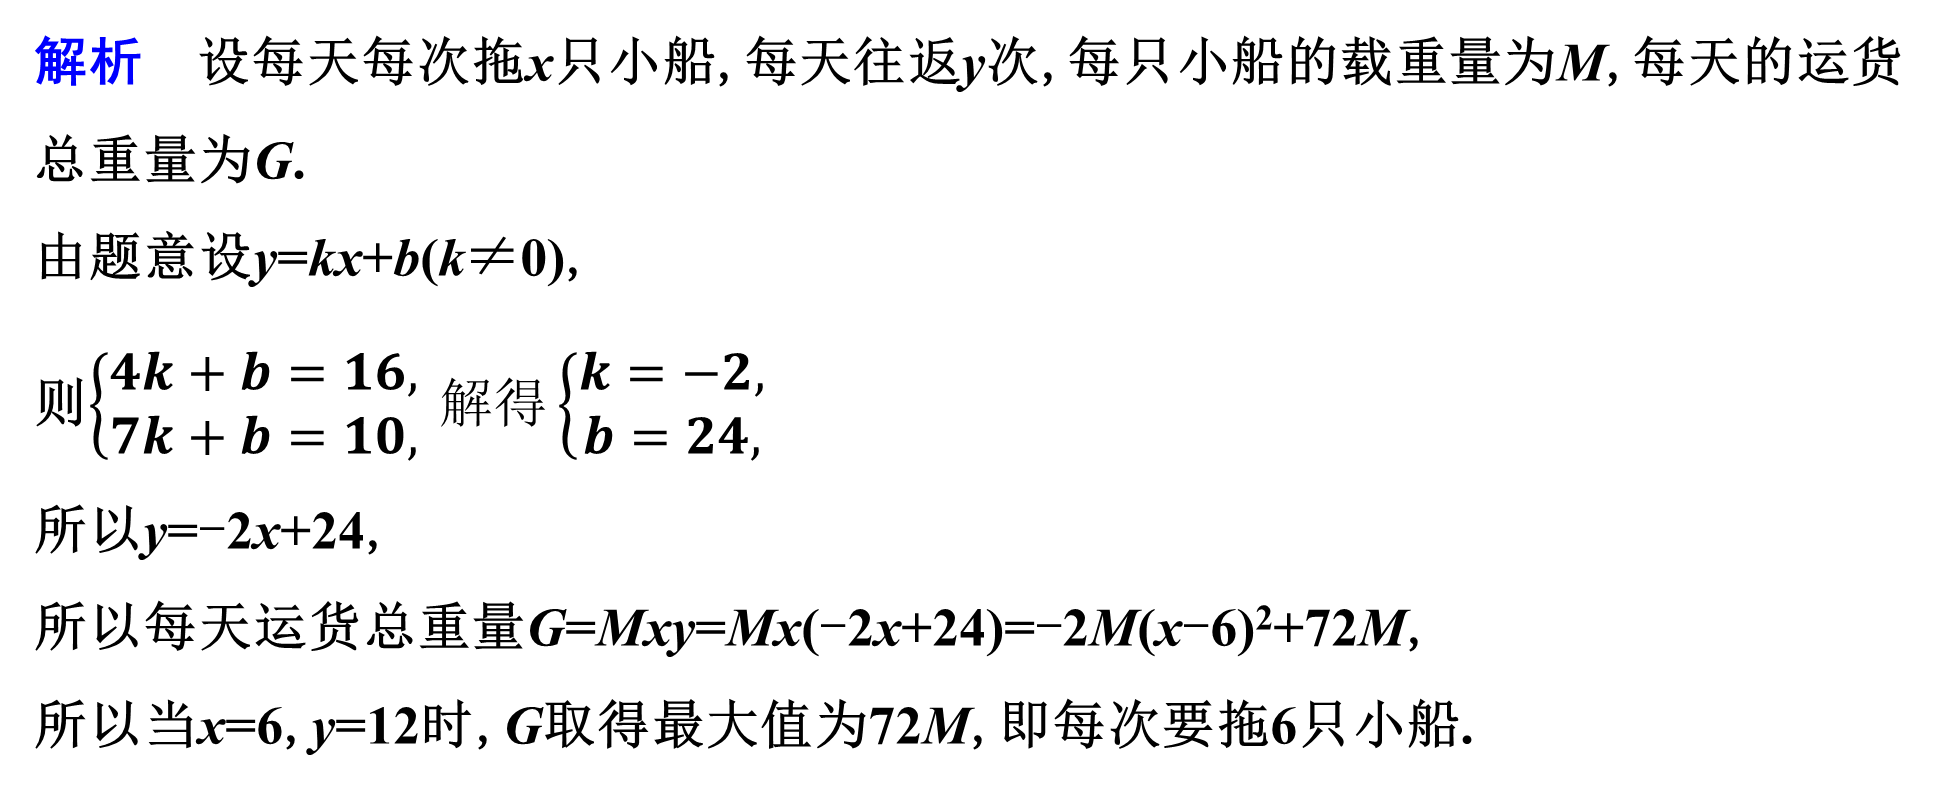 解析 设每天每次拖x只小船, 每天往返y次, 每只小船的载重量为M, 每天的运货
总重量为G.
由题意设y=kx+b(k≠0),
则{4k + b = 16, 7k + b = 10, 解得{k = −2, b = 24,
所以y=−2x+24,
所以每天运货总重量G=Mxy=Mx(−2x+24)=−2M(x−6)²+72M,
所以当x=6, y=12时, G取得最大值为72M, 即每次要拖6只小船.